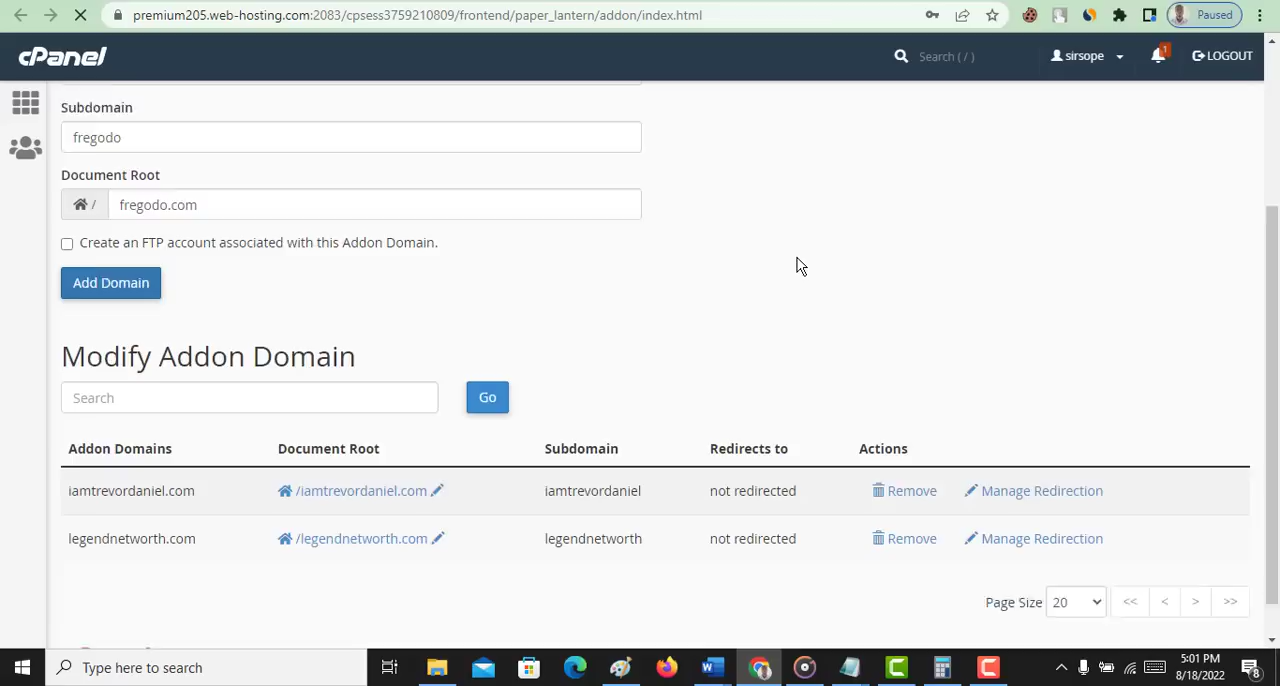 premium205.web-hosting.com:2083/cpsess3759210809/frontend/paper_lantern/addon/index.html
Paused
cPanel
Search ( / )
sirsope
1
LOGOUT
Subdomain
fregodo
Document Root
/
fregodo.com
Create an FTP account associated with this Addon Domain.
Add Domain
Modify Addon Domain
Search
Go
Addon Domains Document Root Subdomain Redirects to Actions
iamtrevordaniel.com /iamtrevordaniel.com iamtrevordaniel not redirected Remove Manage Redirection
legendnetworth.com /legendnetworth.com legendnetworth not redirected Remove Manage Redirection
Page Size 20 << < > >>
Type here to search
5:01 PM
8/18/2022
8